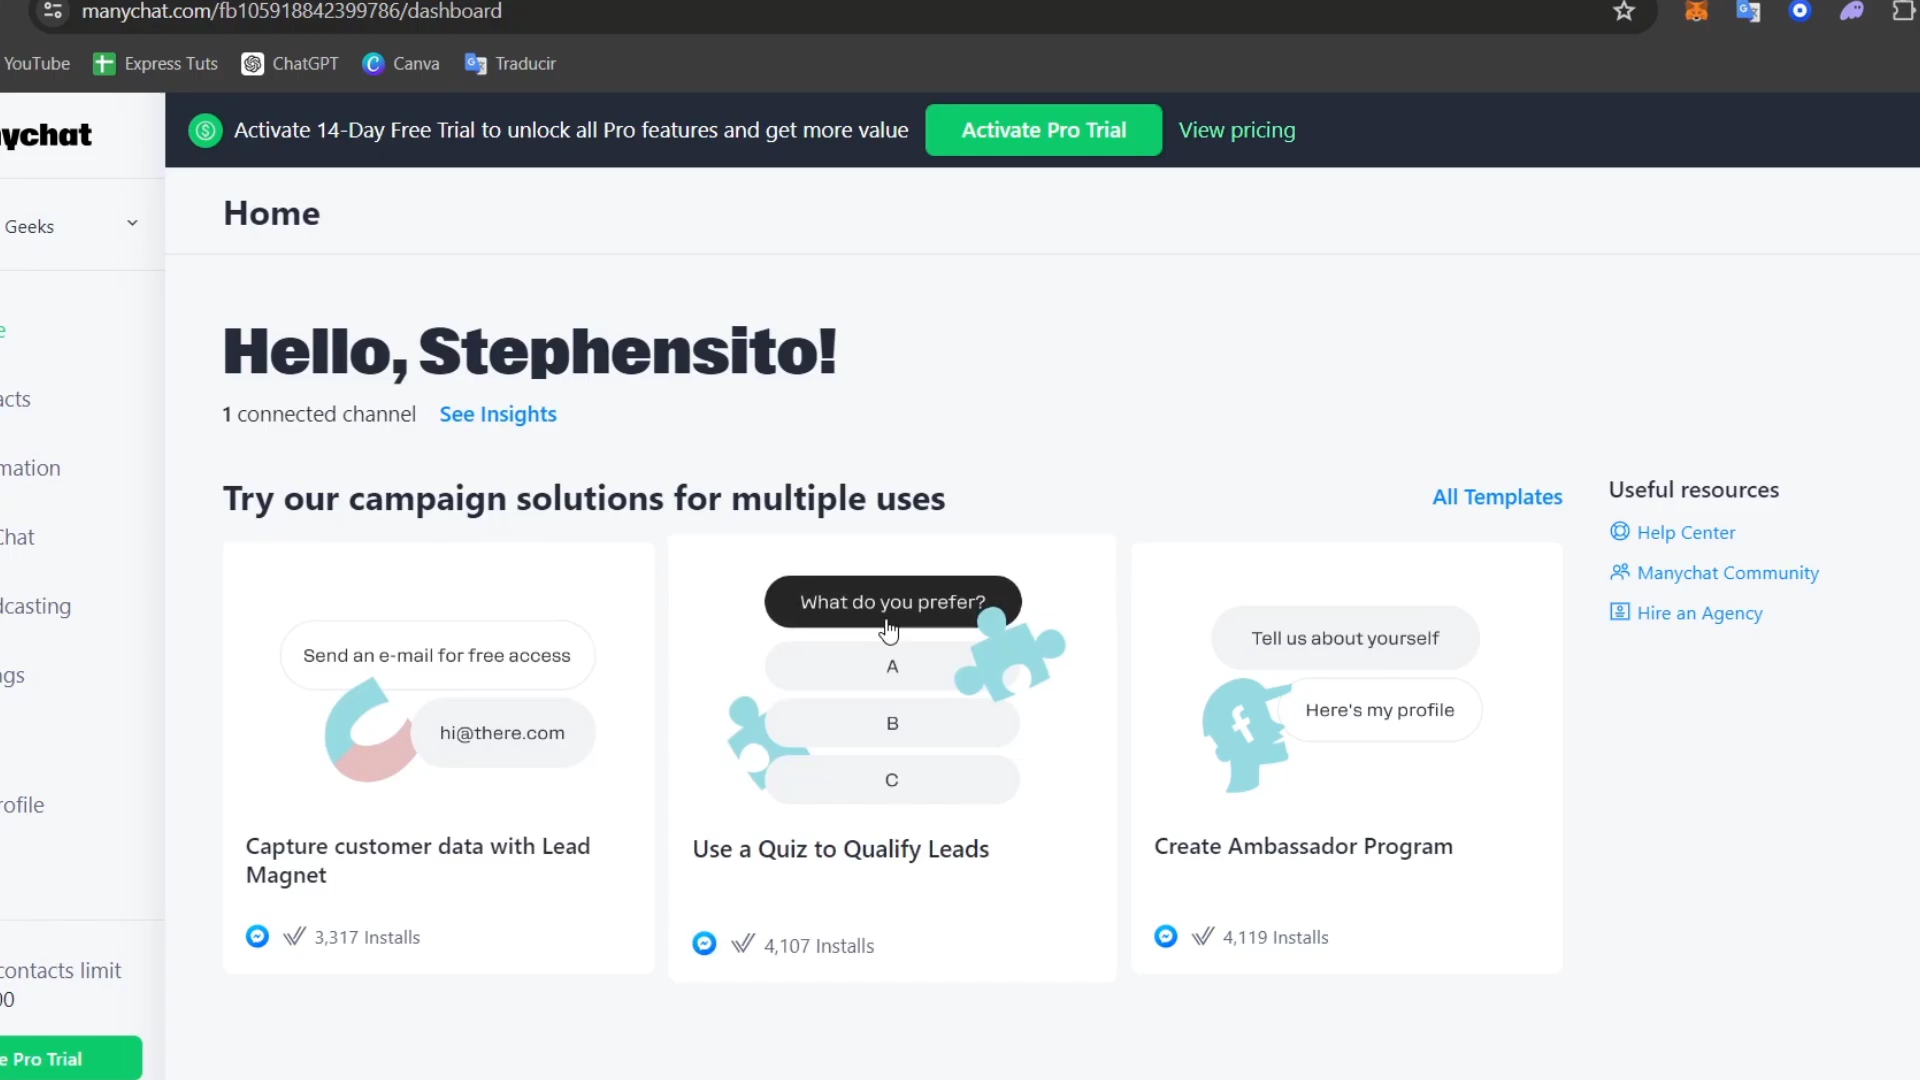 manychat.com/fb105918842399786/dashboard
YouTube Express Tuts ChatGPT Canva Traducir
ychat
Activate 14-Day Free Trial to unlock all Pro features and get more value Activate Pro Trial View pricing
Geeks
Home
e
acts
mation
Chat
dcasting
ngs
rofile
contacts limit
00
e Pro Trial
Hello, Stephensito!
1 connected channel See Insights
Try our campaign solutions for multiple uses
All Templates
Send an e-mail for free access
hi@there.com
Capture customer data with Lead
Magnet
3,317 Installs
What do you prefer?
A
B
C
Use a Quiz to Qualify Leads
4,107 Installs
Tell us about yourself
Here's my profile
Create Ambassador Program
4,119 Installs
Useful resources
Help Center
Manychat Community
Hire an Agency